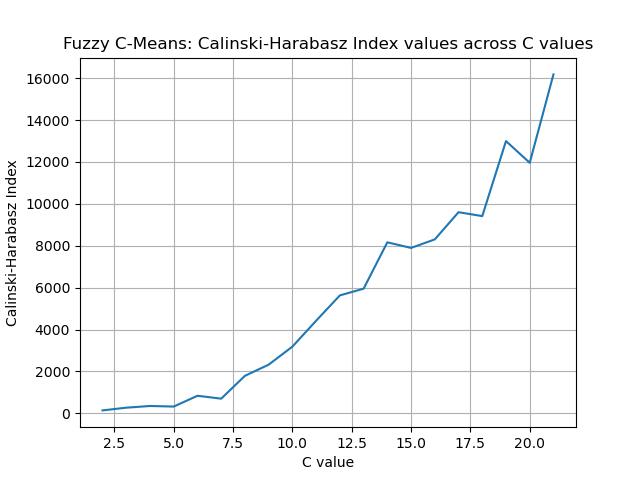 Fuzzy C-Means: Calinski-Harabasz Index values across C values
16000
14000
12000
10000
8000
6000
4000
2000
0
Calinski-Harabasz Index
2.5 5.0 7.5 10.0 12.5 15.0 17.5 20.0
C value